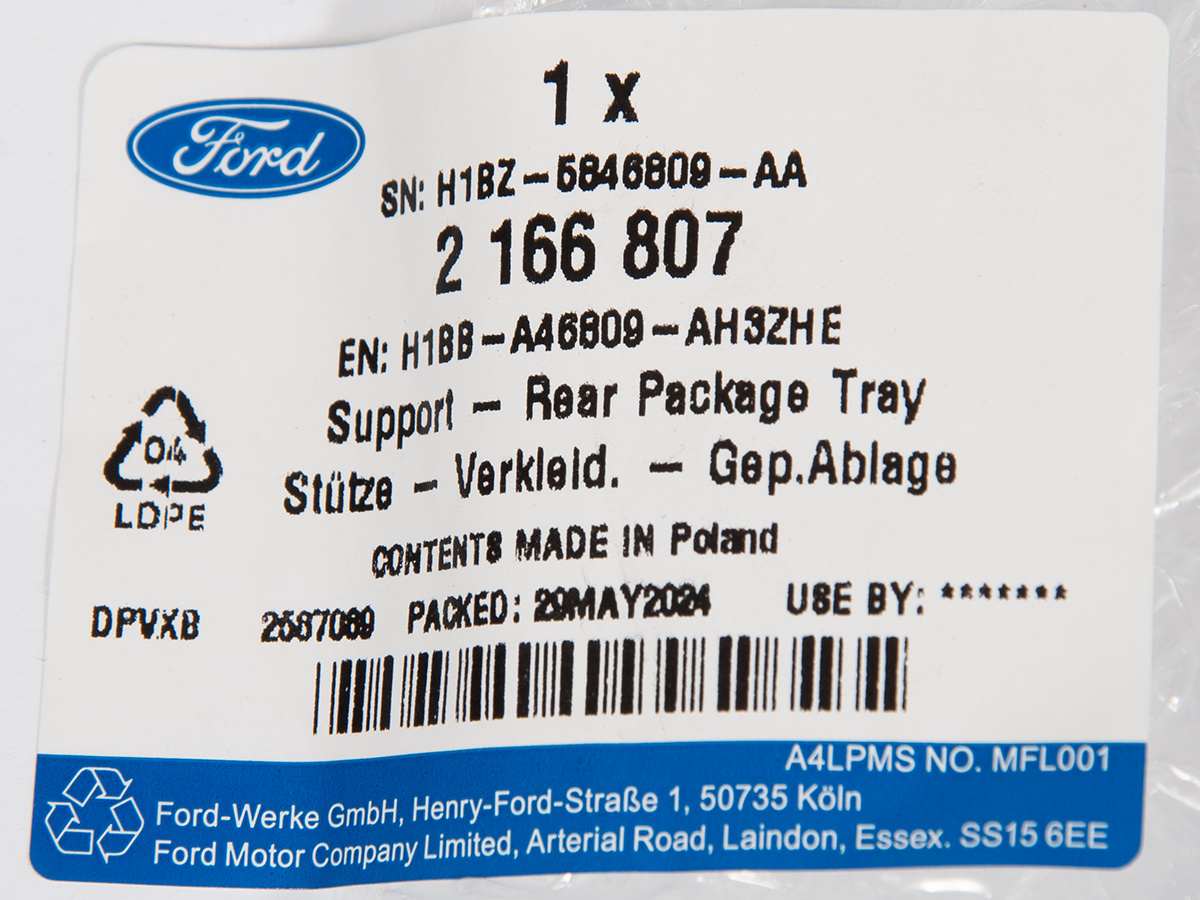 Ford
1 x
SN: H1BZ-5846809-AA
2 166 807
EN: H1BB-A46809-AH3ZHE
Support - Rear Package Tray
Stütze - Verkleid. - Gep.Ablage
04
LDPE
CONTENTS MADE IN Poland
DPVXB 2587089 PACKED: 29MAY2024 USE BY: *******
A4LPMS NO. MFL001
Ford-Werke GmbH, Henry-Ford-Straße 1, 50735 Köln
Ford Motor Company Limited, Arterial Road, Laindon, Essex. SS15 6EE